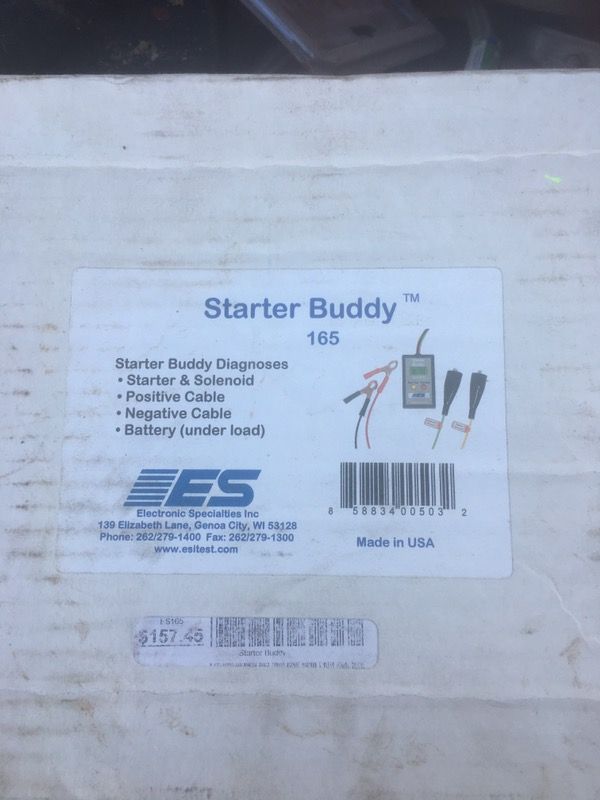 Starter Buddy ™
165
Starter Buddy Diagnoses
• Starter & Solenoid
• Positive Cable
• Negative Cable
• Battery (under load)
ES
Electronic Specialties Inc
139 Elizabeth Lane, Genoa City, WI 53128
Phone: 262/279-1400 Fax: 262/279-1300
www.esitest.com
8 58834 00503 2
Made in USA
ES165
$157.45
Starter Buddy